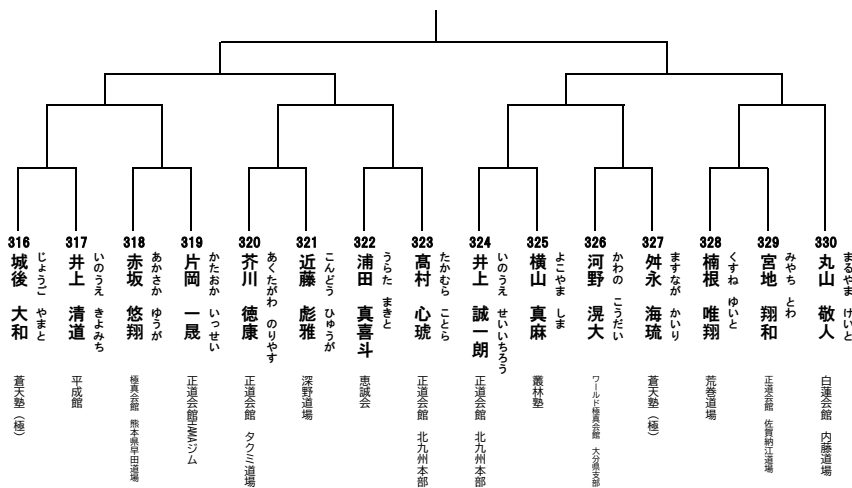 316
城後 大和
じょうご やまと
蒼天塾（極）
317
井上 清道
いのうえ きよみち
平成館
318
赤坂 悠翔
あかさか ゆうが
極真会館 熊本県早田道場
319
片岡 一晟
かたおか いっせい
正道会館HAWAジム
320
芥川 徳康
あくたがわ のりやす
正道会館 タクミ道場
321
近藤 彪雅
こんどう ひゅうが
深野道場
322
浦田 真喜斗
うらた まきと
恵誠会
323
髙村 心琥
たかむら ことら
正道会館 北九州本部
324
井上 誠一朗
いのうえ せいいちろう
正道会館 北九州本部
325
横山 真麻
よこやま しま
叢林塾
326
河野 滉大
かわの こうだい
ワールド極真会館 大分県支部
327
舛永 海琉
ますなが かいり
蒼天塾（極）
328
楠根 唯翔
くすね ゆいと
荒巻道場
329
宮地 翔和
みやち とわ
正道会館 佐賀納江道場
330
丸山 敬人
まるやま けいと
白蓮会館 内藤道場